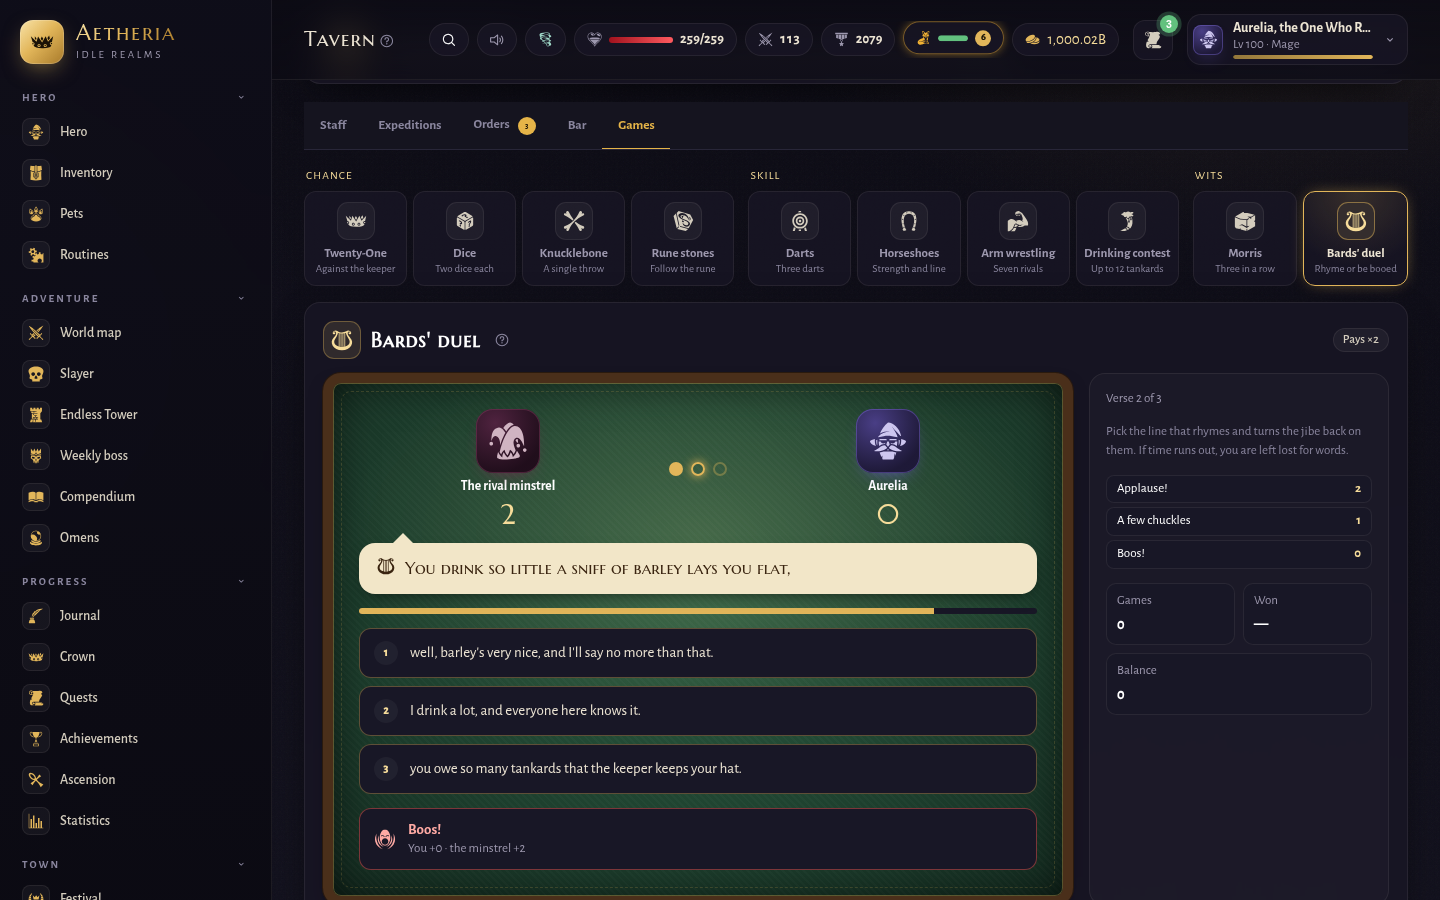 AETHERIA
IDLE REALMS
HERO
Hero
Inventory
Pets
Routines
ADVENTURE
World map
Slayer
Endless Tower
Weekly boss
Compendium
Omens
PROGRESS
Journal
Crown
Quests
Achievements
Ascension
Statistics
TOWN
Festival
TAVERN
259/259
113
2079
6
1,000.02B
3
Aurelia, the One Who R...
Lv 100 · Mage
Staff
Expeditions
Orders 3
Bar
Games
CHANCE
SKILL
WITS
Twenty-One
Against the keeper
Dice
Two dice each
Knucklebone
A single throw
Rune stones
Follow the rune
Darts
Three darts
Horseshoes
Strength and line
Arm wrestling
Seven rivals
Drinking contest
Up to 12 tankards
Morris
Three in a row
Bards' duel
Rhyme or be booed
BARDS' DUEL
Pays ×2
The rival minstrel
2
Aurelia
0
YOU DRINK SO LITTLE A SNIFF OF BARLEY LAYS YOU FLAT,
1 well, barley's very nice, and I'll say no more than that.
2 I drink a lot, and everyone here knows it.
3 you owe so many tankards that the keeper keeps your hat.
Boos!
You +0 · the minstrel +2
Verse 2 of 3
Pick the line that rhymes and turns the jibe back on
them. If time runs out, you are left lost for words.
Applause! 2
A few chuckles 1
Boos! 0
Games
0
Won
—
Balance
0